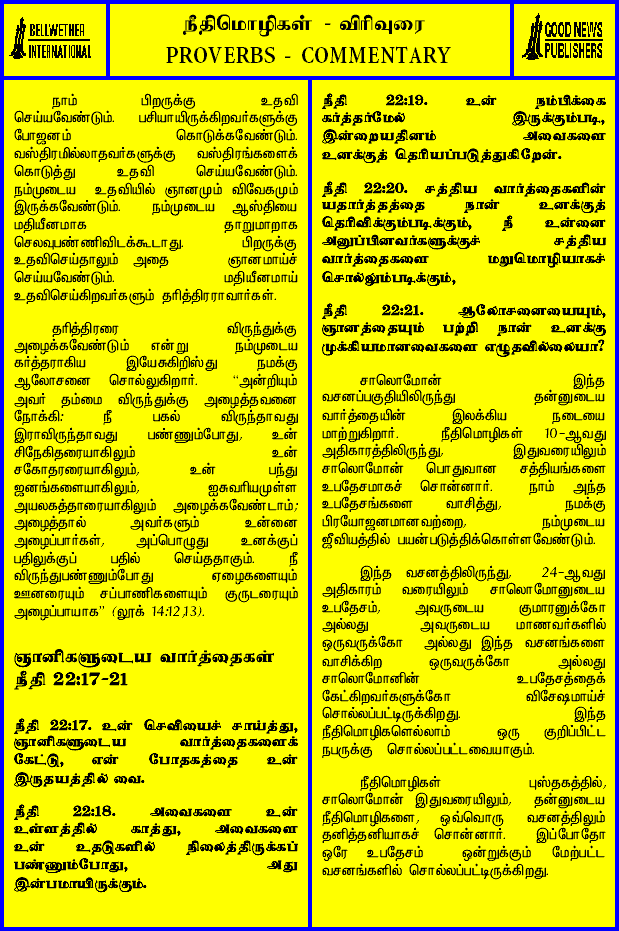 BELLWETHER
INTERNATIONAL
நீதிமொழிகள் - விரிவுரை
PROVERBS - COMMENTARY
GOOD NEWS
PUBLISHERS
நாம் பிறருக்கு உதவி
செய்யவேண்டும். பசியாயிருக்கிறவர்களுக்கு
போஜனம் கொடுக்கவேண்டும்.
வஸ்திரமில்லாதவர்களுக்கு வஸ்திரங்களைக்
கொடுத்து உதவி செய்யவேண்டும்.
நம்முடைய உதவியில் ஞானமும் விவேகமும்
இருக்கவேண்டும். நம்முடைய ஆஸ்தியை
மதியீனமாக தாறுமாறாக
செலவுபண்ணிவிடக்கூடாது. பிறருக்கு
உதவிசெய்தாலும் அதை ஞானமாய்ச்
செய்யவேண்டும். மதியீனமாய்
உதவிசெய்கிறவர்களும் தரித்திரராவார்கள்.
தரித்திரரை விருந்துக்கு
அழைக்கவேண்டும் என்று நம்முடைய
கர்த்தராகிய இயேசுகிறிஸ்து நமக்கு
ஆலோசனை சொல்லுகிறார். “அன்றியும்
அவர் தம்மை விருந்துக்கு அழைத்தவனை
நோக்கி: நீ பகல் விருந்தாவது
இராவிருந்தாவது பண்ணும்போது, உன்
சிநேகிதரையாகிலும் உன்
சகோதரரையாகிலும், உன் பந்து
ஜனங்களையாகிலும், ஐசுவரியமுள்ள
அயலகத்தாரையாகிலும் அழைக்கவேண்டாம்;
அழைத்தால் அவர்களும் உன்னை
அழைப்பார்கள், அப்பொழுது உனக்குப்
பதிலுக்குப் பதில் செய்ததாகும். நீ
விருந்துபண்ணும்போது ஏழைகளையும்
ஊனரையும் சப்பாணிகளையும் குருடரையும்
அழைப்பாயாக” (லூக் 14:12,13).
ஞானிகளுடைய வார்த்தைகள்
நீதி 22:17-21
நீதி 22:17. உன் செவியைச் சாய்த்து,
ஞானிகளுடைய வார்த்தைகளைக்
கேட்டு, என் போதகத்தை உன்
இருதயத்தில் வை.
நீதி 22:18. அவைகளை உன்
உள்ளத்தில் காத்து, அவைகளை
உன் உதடுகளில் நிலைத்திருக்கப்
பண்ணும்போது, அது
இன்பமாயிருக்கும்.
நீதி 22:19. உன் நம்பிக்கை
கர்த்தர்மேல் இருக்கும்படி,
இன்றையதினம் அவைகளை
உனக்குத் தெரியப்படுத்துகிறேன்.
நீதி 22:20. சத்திய வார்த்தைகளின்
யதார்த்தத்தை நான் உனக்குத்
தெரிவிக்கும்படிக்கும், நீ உன்னை
அனுப்பினவர்களுக்குச் சத்திய
வார்த்தைகளை மறுமொழியாகச்
சொல்லும்படிக்கும்,
நீதி 22:21. ஆலோசனையையும்,
ஞானத்தையும் பற்றி நான் உனக்கு
முக்கியமானவைகளை எழுதவில்லையா?
சாலொமோன் இந்த
வசனப்பகுதியிலிருந்து தன்னுடைய
வார்த்தையின் இலக்கிய நடையை
மாற்றுகிறார். நீதிமொழிகள் 10-ஆவது
அதிகாரத்திலிருந்து, இதுவரையிலும்
சாலொமோன் பொதுவான சத்தியங்களை
உபதேசமாகச் சொன்னார். நாம் அந்த
உபதேசங்களை வாசித்து, நமக்கு
பிரயோஜனமானவற்றை, நம்முடைய
ஜீவியத்தில் பயன்படுத்திக்கொள்ளவேண்டும்.
இந்த வசனத்திலிருந்து, 24-ஆவது
அதிகாரம் வரையிலும் சாலொமோனுடைய
உபதேசம், அவருடைய குமாரனுக்கோ
அல்லது அவருடைய மாணவர்களில்
ஒருவருக்கோ அல்லது இந்த வசனங்களை
வாசிக்கிற ஒருவருக்கோ அல்லது
சாலொமோனின் உபதேசத்தைக்
கேட்கிறவர்களுக்கோ விசேஷமாய்ச்
சொல்லப்பட்டிருக்கிறது. இந்த
நீதிமொழிகளெல்லாம் ஒரு குறிப்பிட்ட
நபருக்கு சொல்லப்பட்டவையாகும்.
நீதிமொழிகள் புஸ்தகத்தில்,
சாலொமோன் இதுவரையிலும், தன்னுடைய
நீதிமொழிகளை, ஒவ்வொரு வசனத்திலும்
தனித்தனியாகச் சொன்னார். இப்போதோ
ஒரே உபதேசம் ஒன்றுக்கும் மேற்பட்ட
வசனங்களில் சொல்லப்பட்டிருக்கிறது.